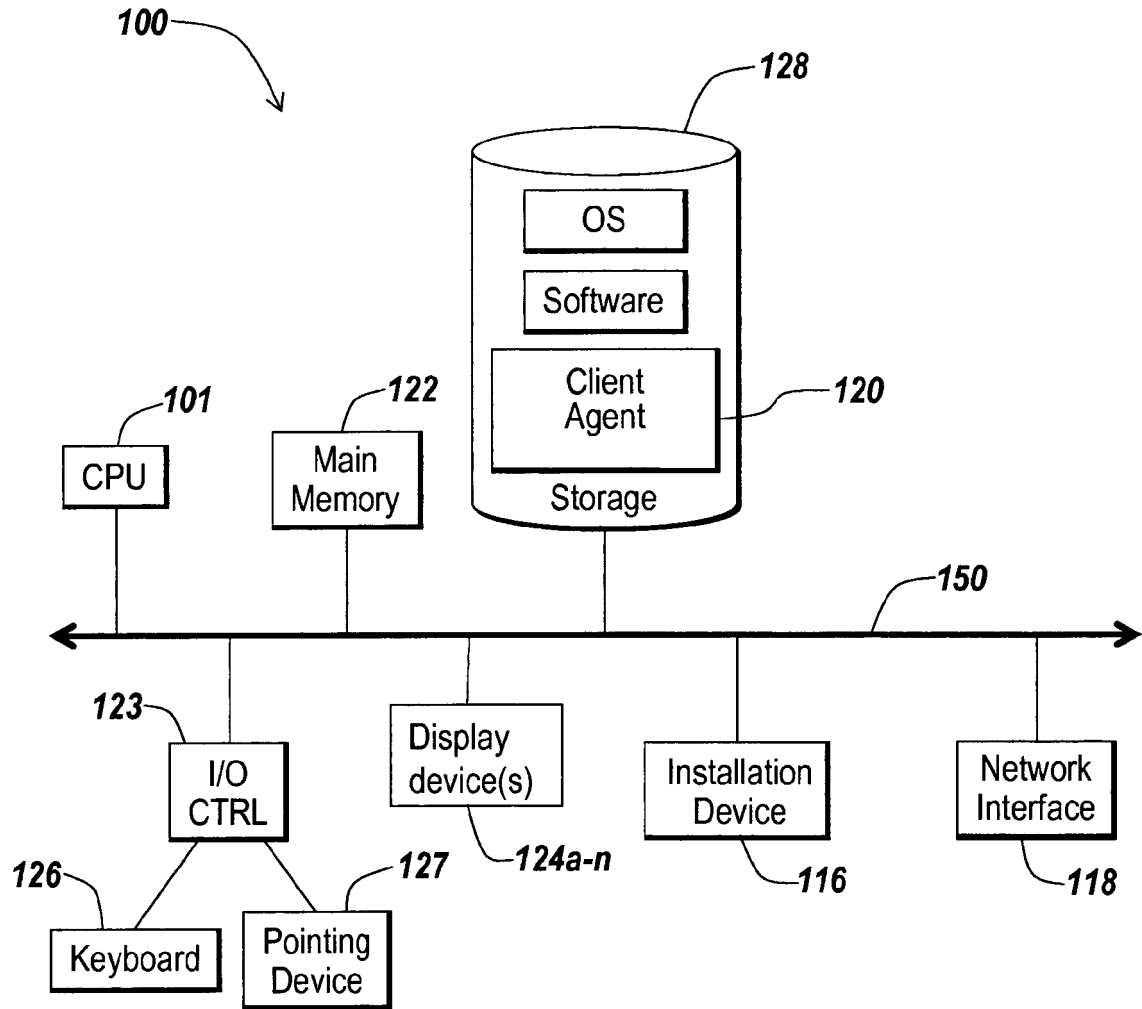 100
128
OS
Software
Client
Agent
120
Storage
101
CPU
122
Main
Memory
150
123
I/O
CTRL
Display
device(s)
124a-n
Installation
Device
116
Network
Interface
118
126
Keyboard
127
Pointing
Device